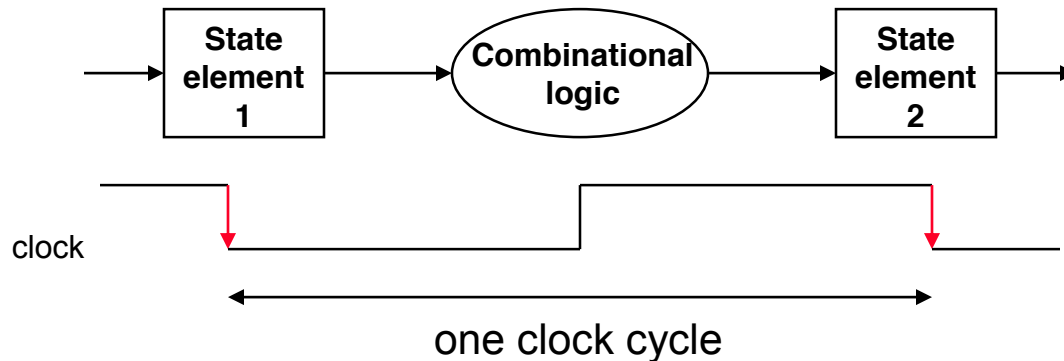 State
element
1
Combinational
logic
State
element
2
clock
one clock cycle